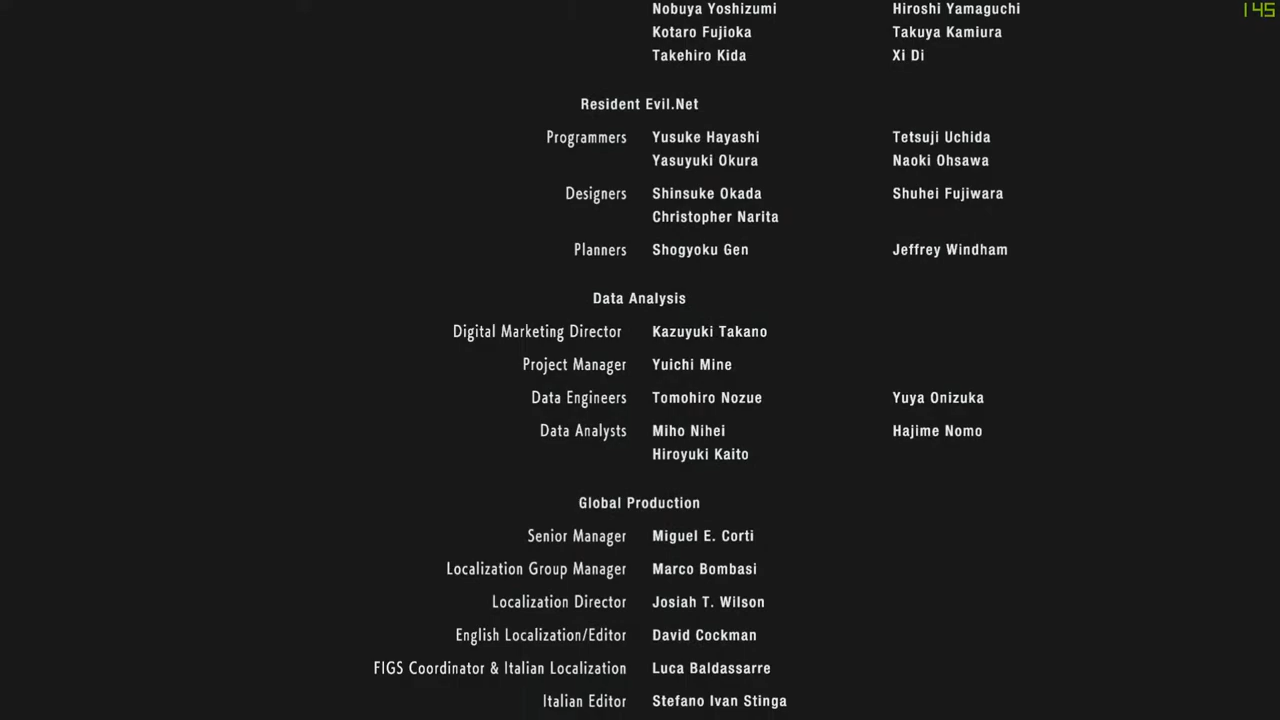 145
Nobuya Yoshizumi Hiroshi Yamaguchi
Kotaro Fujioka Takuya Kamiura
Takehiro Kida Xi Di
Resident Evil.Net
Programmers Yusuke Hayashi Tetsuji Uchida
Yasuyuki Okura Naoki Ohsawa
Designers Shinsuke Okada Shuhei Fujiwara
Christopher Narita
Planners Shogyoku Gen Jeffrey Windham
Data Analysis
Digital Marketing Director Kazuyuki Takano
Project Manager Yuichi Mine
Data Engineers Tomohiro Nozue Yuya Onizuka
Data Analysts Miho Nihei Hajime Nomo
Hiroyuki Kaito
Global Production
Senior Manager Miguel E. Corti
Localization Group Manager Marco Bombasi
Localization Director Josiah T. Wilson
English Localization/Editor David Cockman
FIGS Coordinator & Italian Localization Luca Baldassarre
Italian Editor Stefano Ivan Stinga